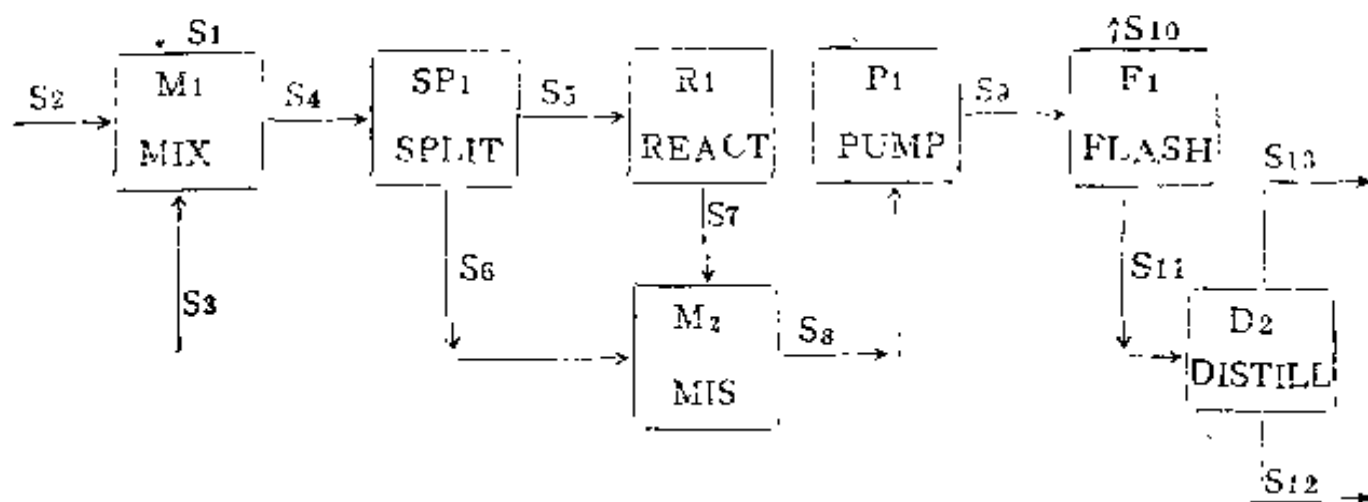 S1
S2
M1
MIX
S3
S4
SP1
SPLIT
S5
S6
R1
REACT
S7
M2
MIS
S8
P1
PUMP
S9
S10
F1
FLASH
S11
D2
DISTILL
S13
S12